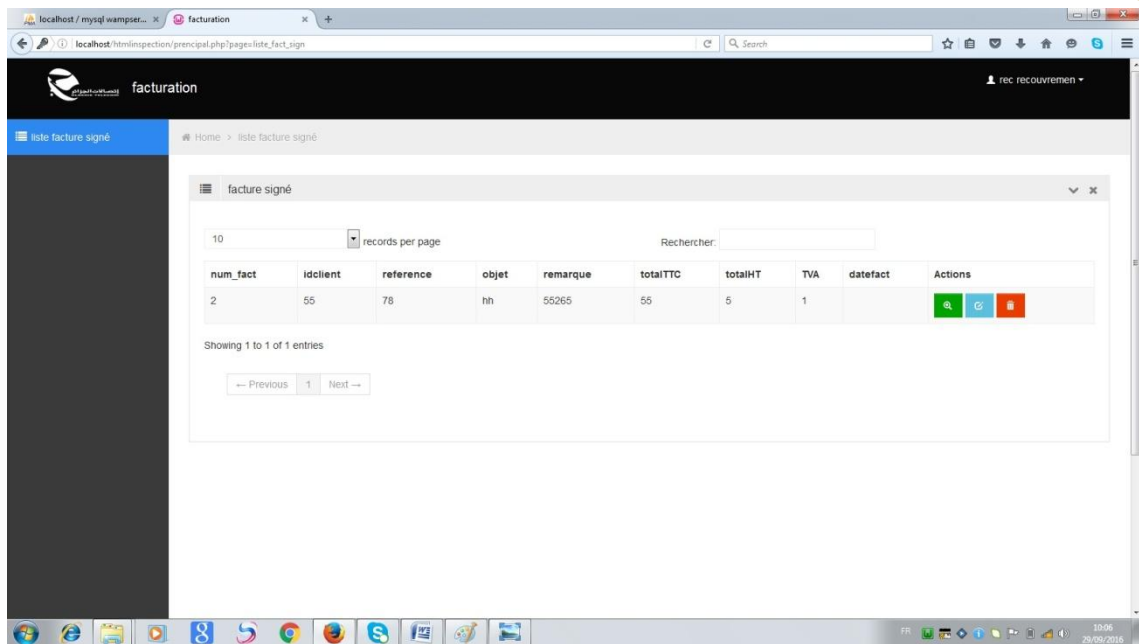 localhost / mysql wampser...
facturation
localhost/htmlinspection/prencipal.php?page=liste_fact_sign
Search
إتصالات الجزائر
facturation
rec recouvremen
liste facture signé
Home > liste facture signé
facture signé
10 records per page
Rechercher:
num_fact idclient reference objet remarque totalTTC totalHT TVA datefact Actions
2 55 78 hh 55265 55 5 1
Showing 1 to 1 of 1 entries
← Previous 1 Next →
FR
10:06
29/09/2016